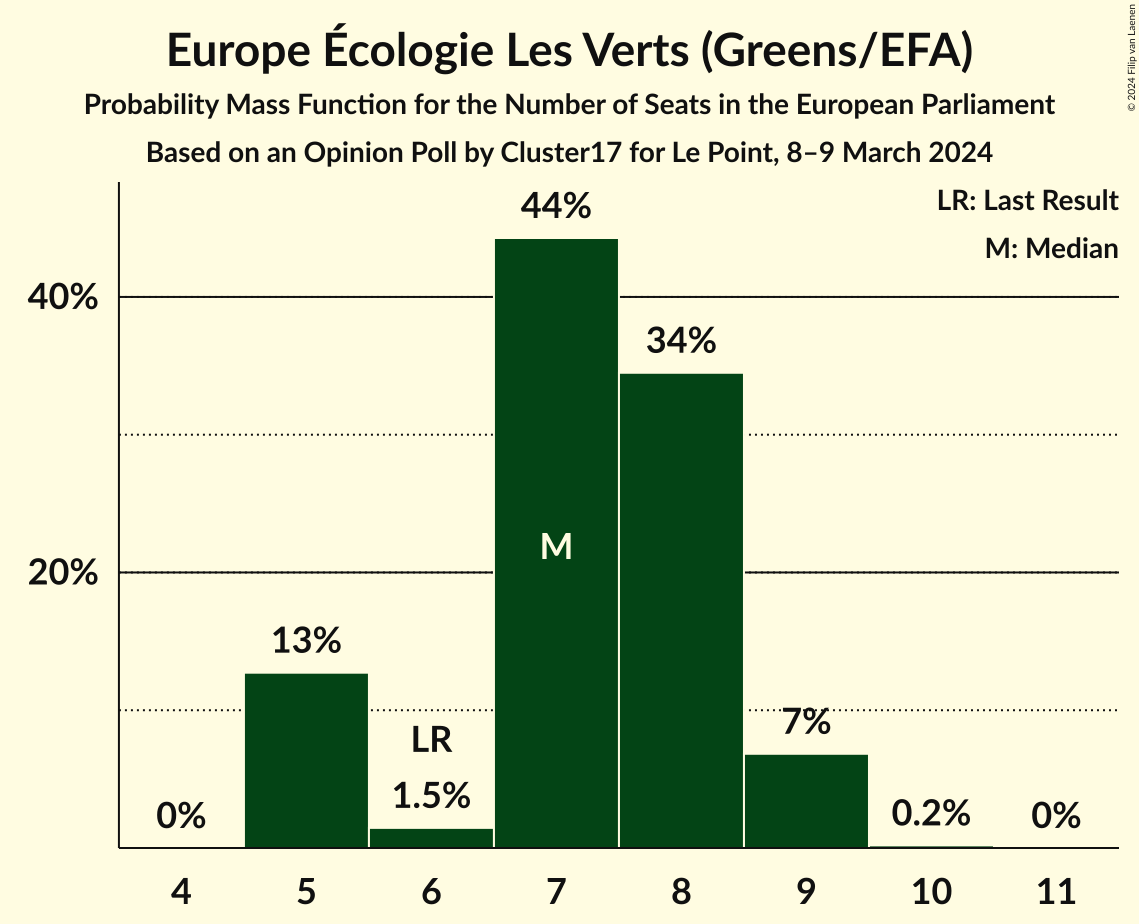 Europe Écologie Les Verts (Greens/EFA)
Probability Mass Function for the Number of Seats in the European Parliament
Based on an Opinion Poll by Cluster17 for Le Point, 8–9 March 2024
© 2024 Filip van Laenen
LR: Last Result
M: Median
44%
40%
34%
M
20%
13%
7%
LR
1.5%
0%
0.2%
0%
4 5 6 7 8 9 10 11